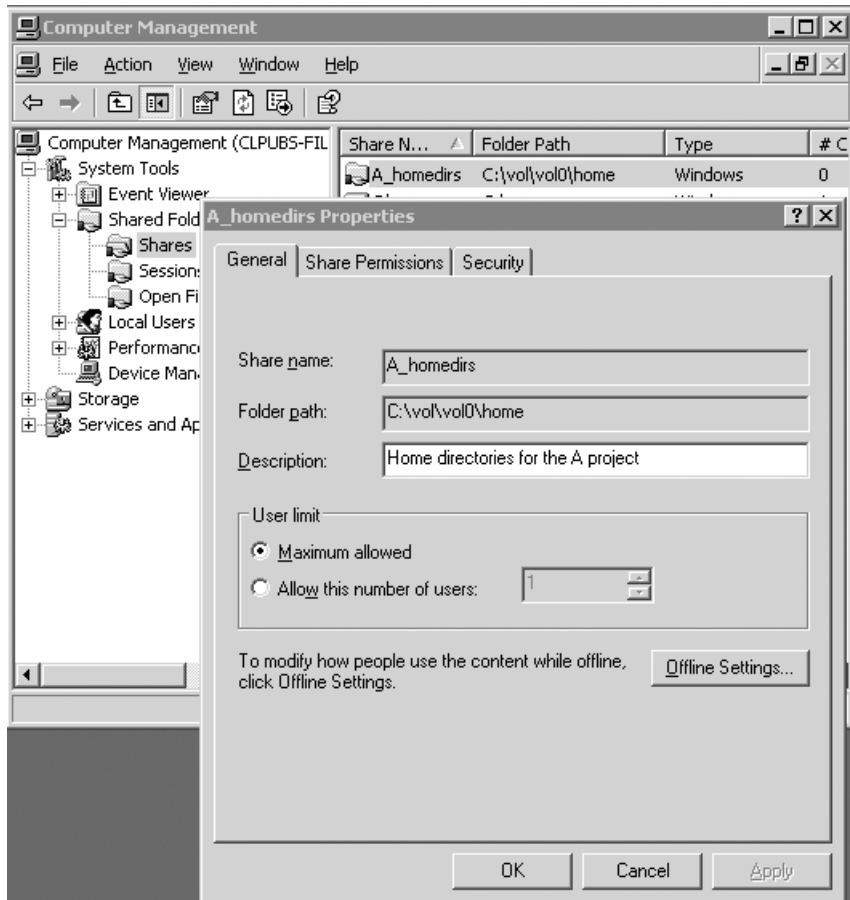 Computer Management
File Action View Window Help
Computer Management (CLPUBS-FIL
Share N... Folder Path Type # C
System Tools
A_homedirs C:\vol\vol0\home Windows 0
Event Viewer
Shared Fold
A_homedirs Properties
Shares
General Share Permissions Security
Sessions
Open Fi
Local Users
Performanc
Device Man
Storage
Services and Ap
Share name: A_homedirs
Folder path: C:\vol\vol0\home
Description: Home directories for the A project
User limit
Maximum allowed
Allow this number of users: 1
To modify how people use the content while offline,
click Offline Settings.
Offline Settings...
OK Cancel Apply